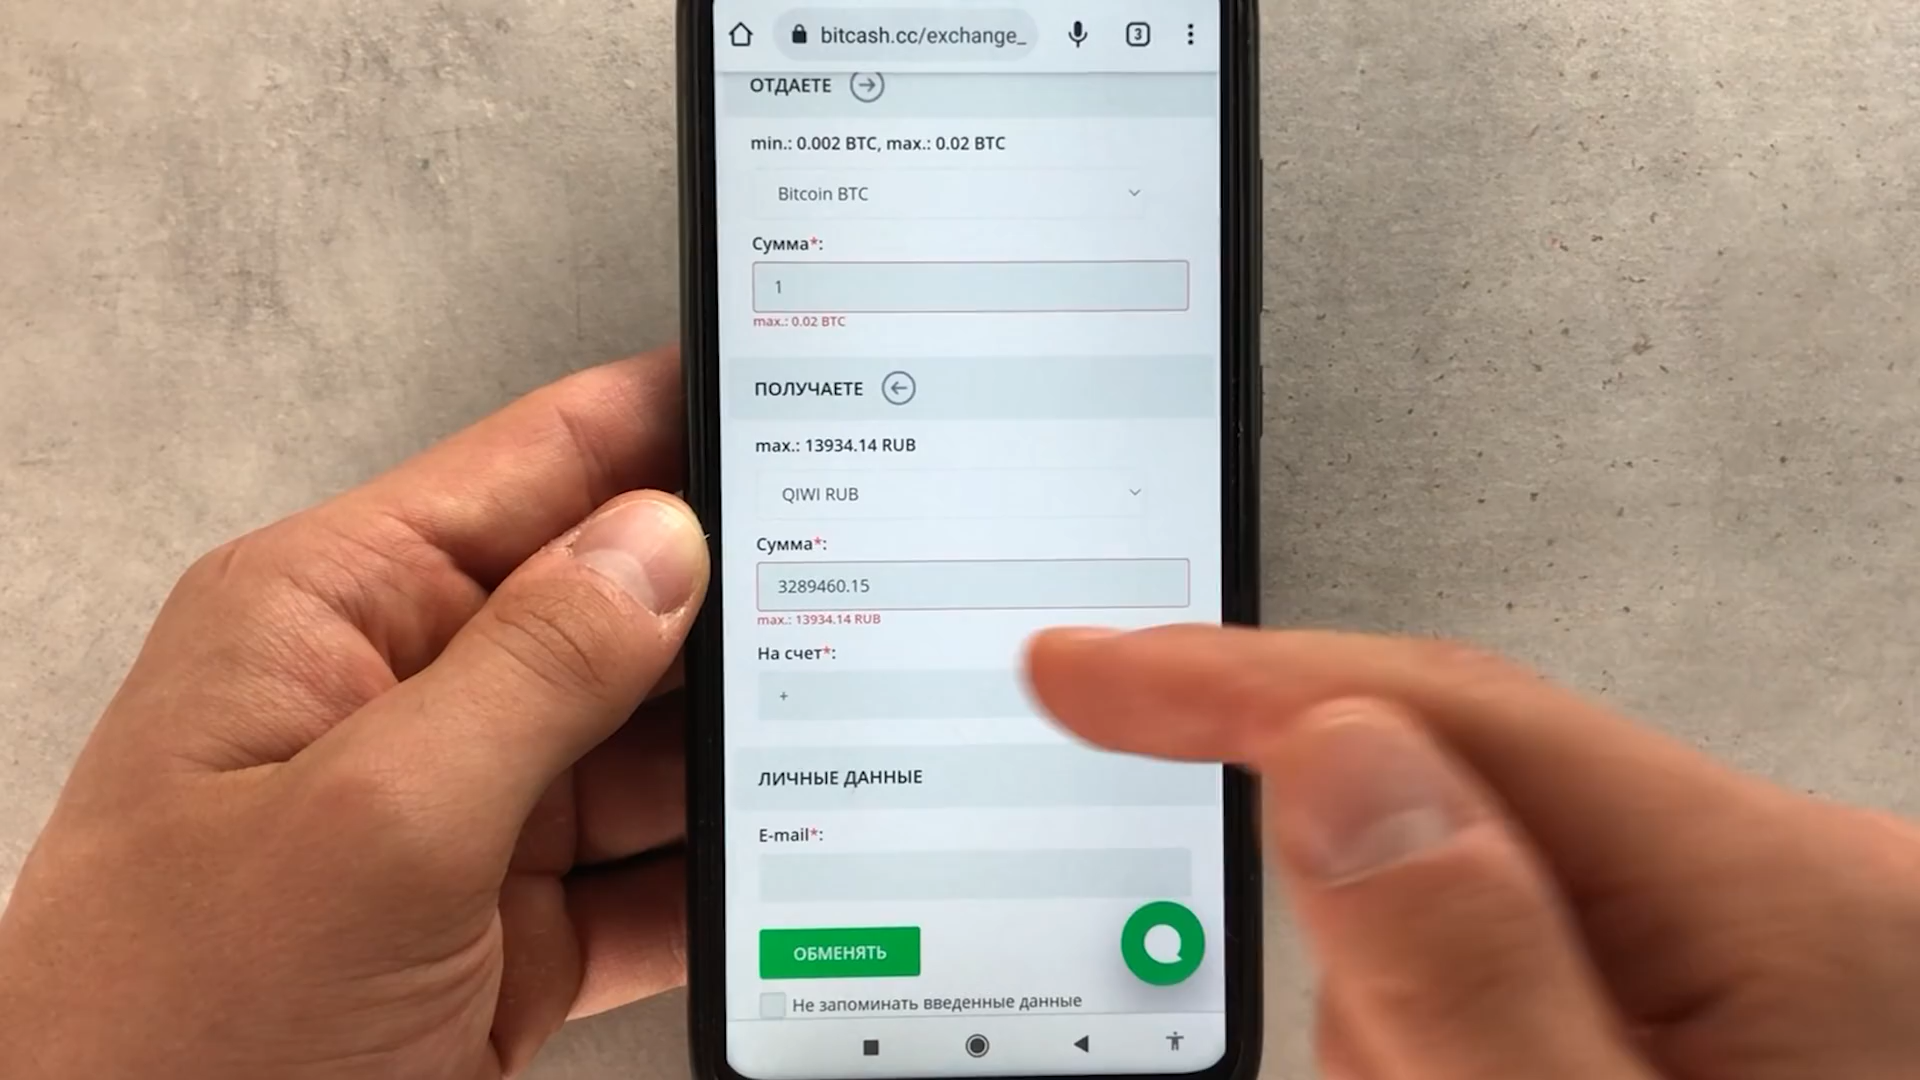 bitcash.cc/exchange_
3
ОТДАЕТЕ
min.: 0.002 BTC, max.: 0.02 BTC
Bitcoin BTC
Сумма*:
1
max.: 0.02 BTC
ПОЛУЧАЕТЕ
max.: 13934.14 RUB
QIWI RUB
Сумма*:
3289460.15
max.: 13934.14 RUB
На счет*:
+
ЛИЧНЫЕ ДАННЫЕ
E-mail*:
ОБМЕНЯТЬ
Не запоминать введенные данные